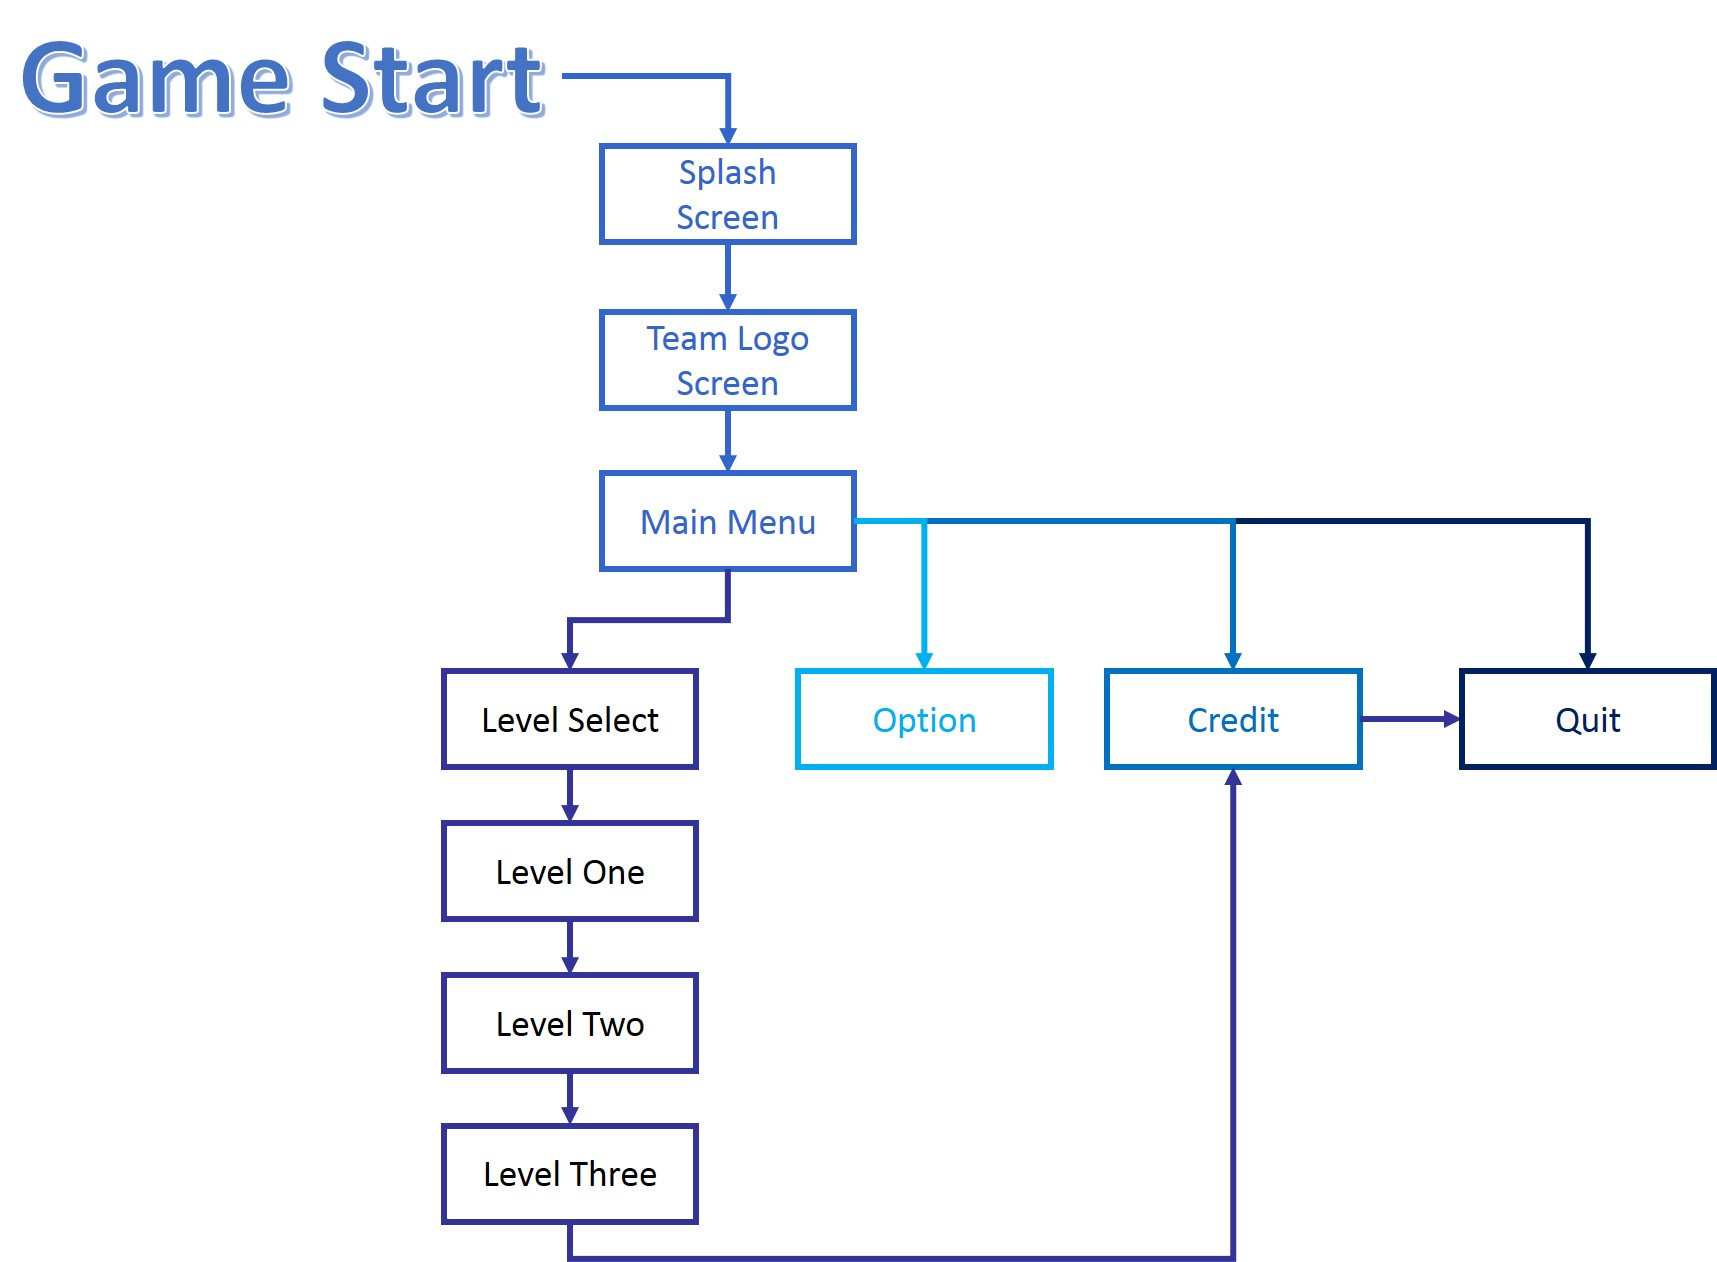 Game Start
Splash
Screen
Team Logo
Screen
Main Menu
Level Select
Option
Credit
Quit
Level One
Level Two
Level Three